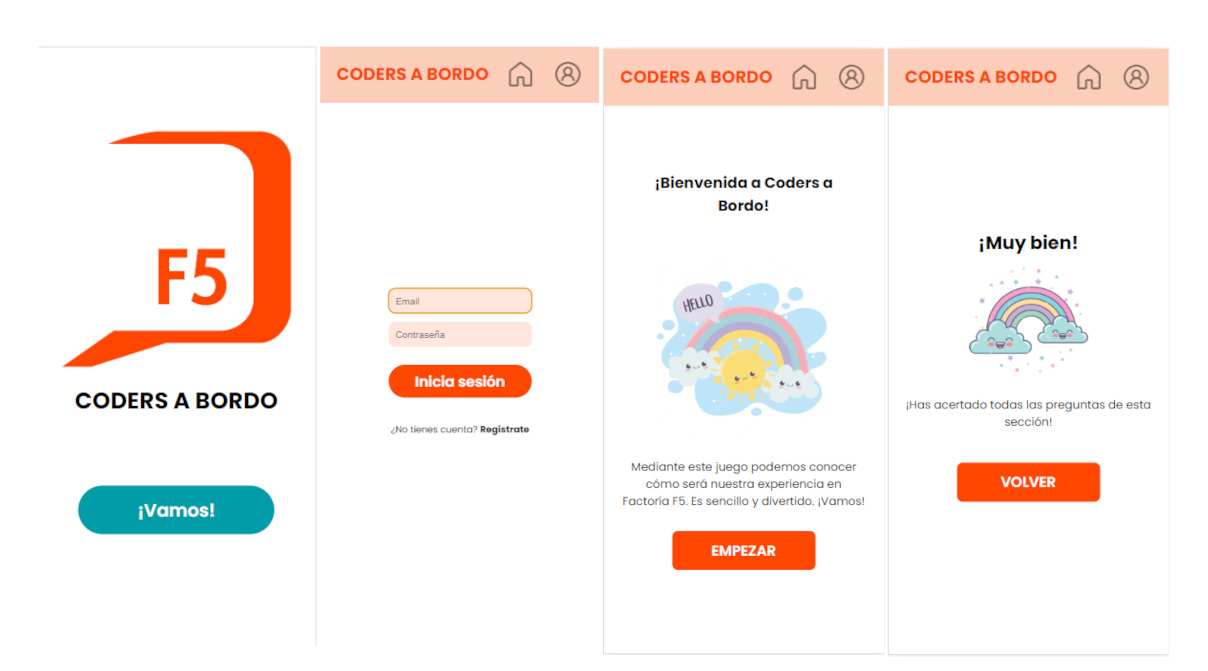 F5
CODERS A BORDO
¡Vamos!
CODERS A BORDO
Email
Contraseña
Inicia sesión
¿No tienes cuenta? Regístrate
CODERS A BORDO
¡Bienvenida a Coders a
Bordo!
HELLO
Mediante este juego podemos conocer
cómo será nuestra experiencia en
Factoría F5. Es sencillo y divertido. ¡Vamos!
EMPEZAR
CODERS A BORDO
¡Muy bien!
¡Has acertado todas las preguntas de esta
sección!
VOLVER